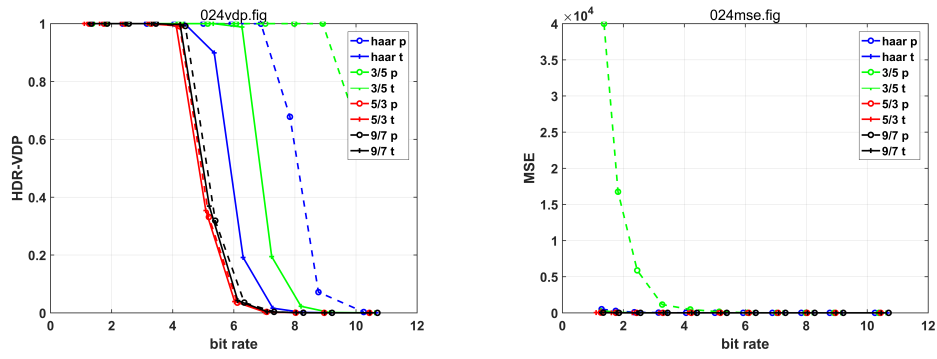 024vdp.fig
HDR-VDP
1
0.8
0.6
0.4
0.2
0
0 2 4 6 8 10 12
bit rate
haar p
haar t
3/5 p
3/5 t
5/3 p
5/3 t
9/7 p
9/7 t
×10⁴
024mse.fig
MSE
4
3.5
3
2.5
2
1.5
1
0.5
0
0 2 4 6 8 10 12
bit rate
haar p
haar t
3/5 p
3/5 t
5/3 p
5/3 t
9/7 p
9/7 t